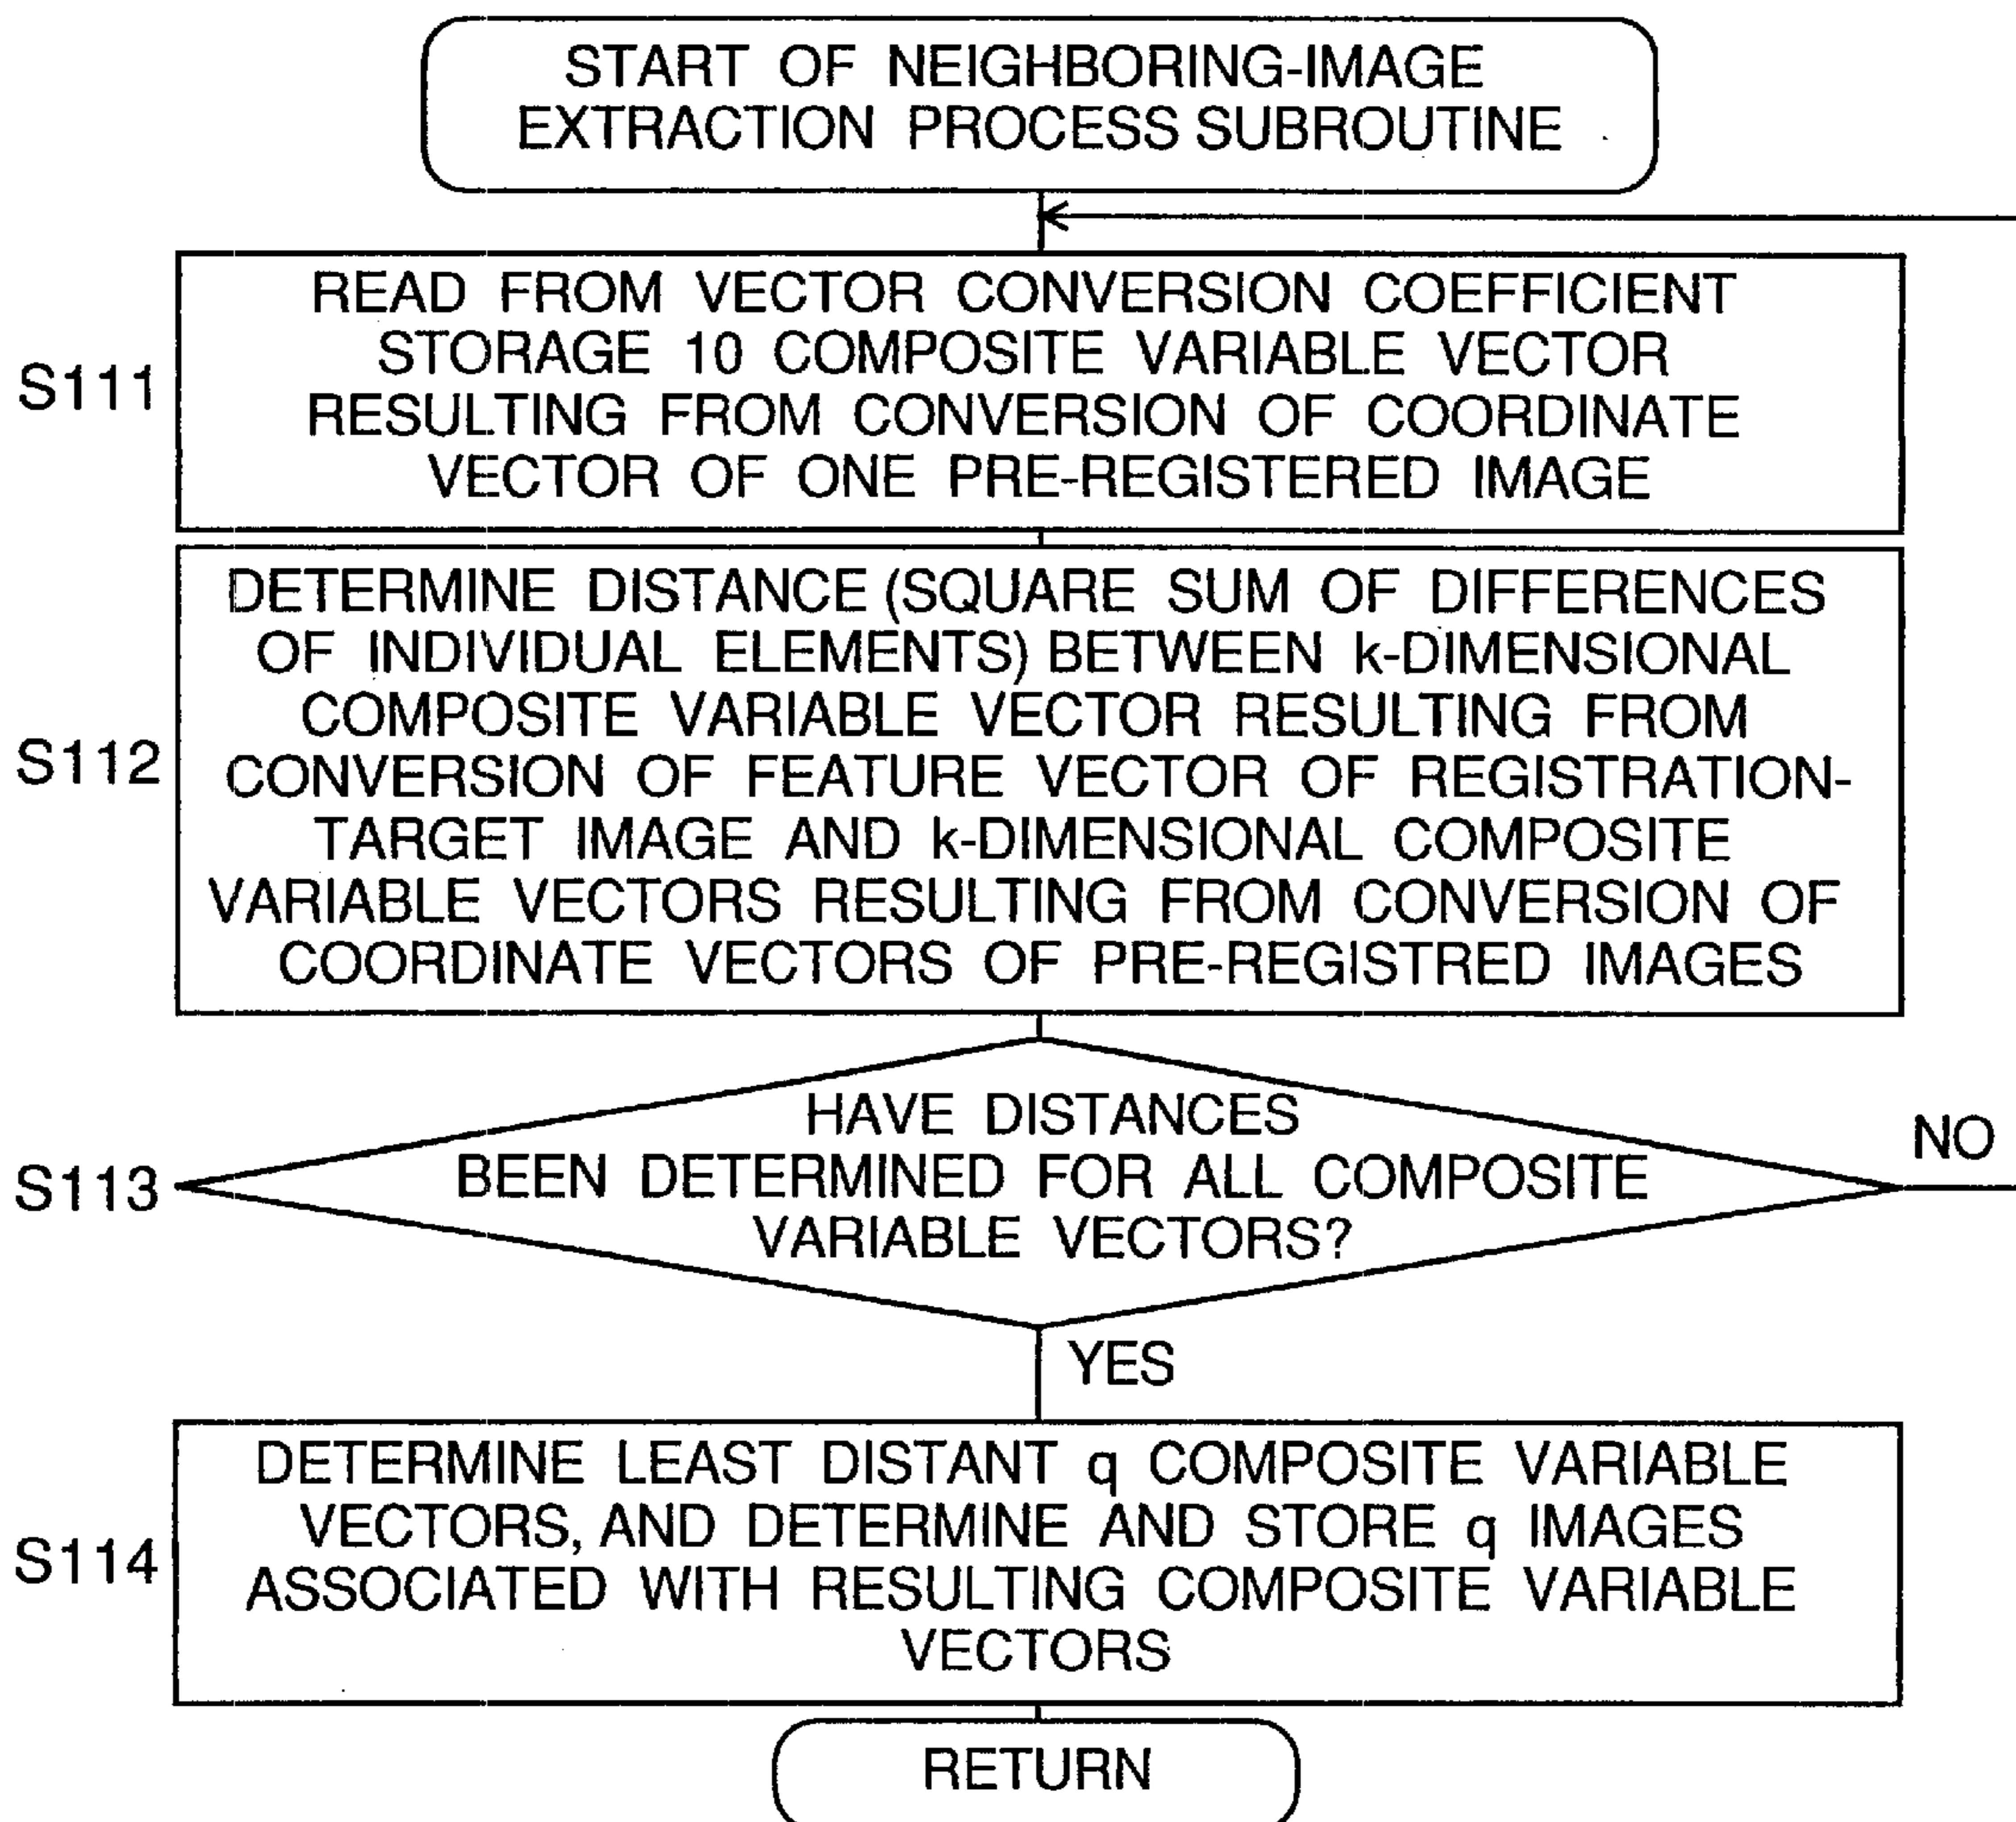 START OF NEIGHBORING-IMAGE
EXTRACTION PROCESS SUBROUTINE
S111
READ FROM VECTOR CONVERSION COEFFICIENT
STORAGE 10 COMPOSITE VARIABLE VECTOR
RESULTING FROM CONVERSION OF COORDINATE
VECTOR OF ONE PRE-REGISTERED IMAGE
S112
DETERMINE DISTANCE (SQUARE SUM OF DIFFERENCES
OF INDIVIDUAL ELEMENTS) BETWEEN k-DIMENSIONAL
COMPOSITE VARIABLE VECTOR RESULTING FROM
CONVERSION OF FEATURE VECTOR OF REGISTRATION-
TARGET IMAGE AND k-DIMENSIONAL COMPOSITE
VARIABLE VECTORS RESULTING FROM CONVERSION OF
COORDINATE VECTORS OF PRE-REGISTRED IMAGES
S113
HAVE DISTANCES
BEEN DETERMINED FOR ALL COMPOSITE
VARIABLE VECTORS?
NO
YES
S114
DETERMINE LEAST DISTANT q COMPOSITE VARIABLE
VECTORS, AND DETERMINE AND STORE q IMAGES
ASSOCIATED WITH RESULTING COMPOSITE VARIABLE
VECTORS
RETURN